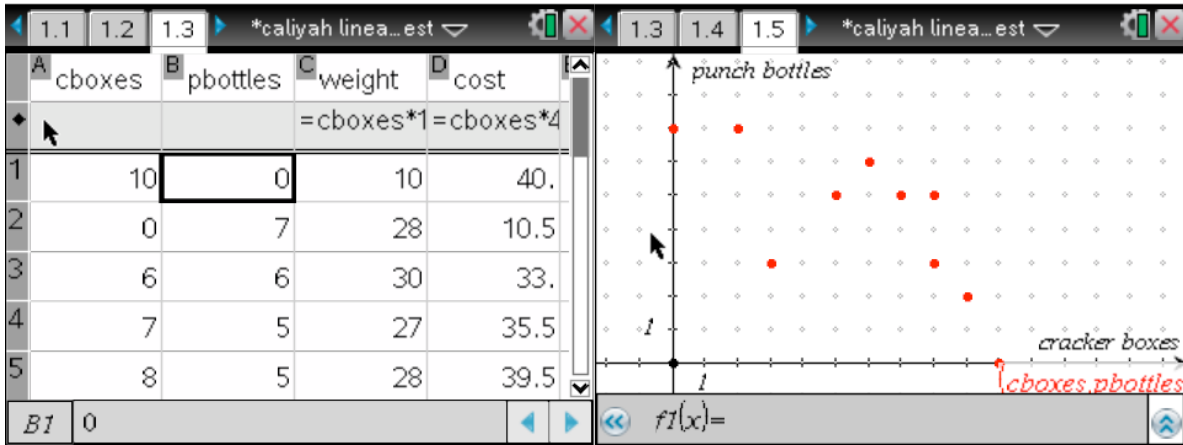 1.1 1.2 1.3 *caliyah linea…est
A cboxes B pbottles C weight D cost E
=cboxes*1 =cboxes*4
1 10 0 10 40.
2 0 7 28 10.5
3 6 6 30 33.
4 7 5 27 35.5
5 8 5 28 39.5
B1 0
1.3 1.4 1.5 *caliyah linea…est
punch bottles
1
cracker boxes
1
(cboxes,pbottles
f1(x)=